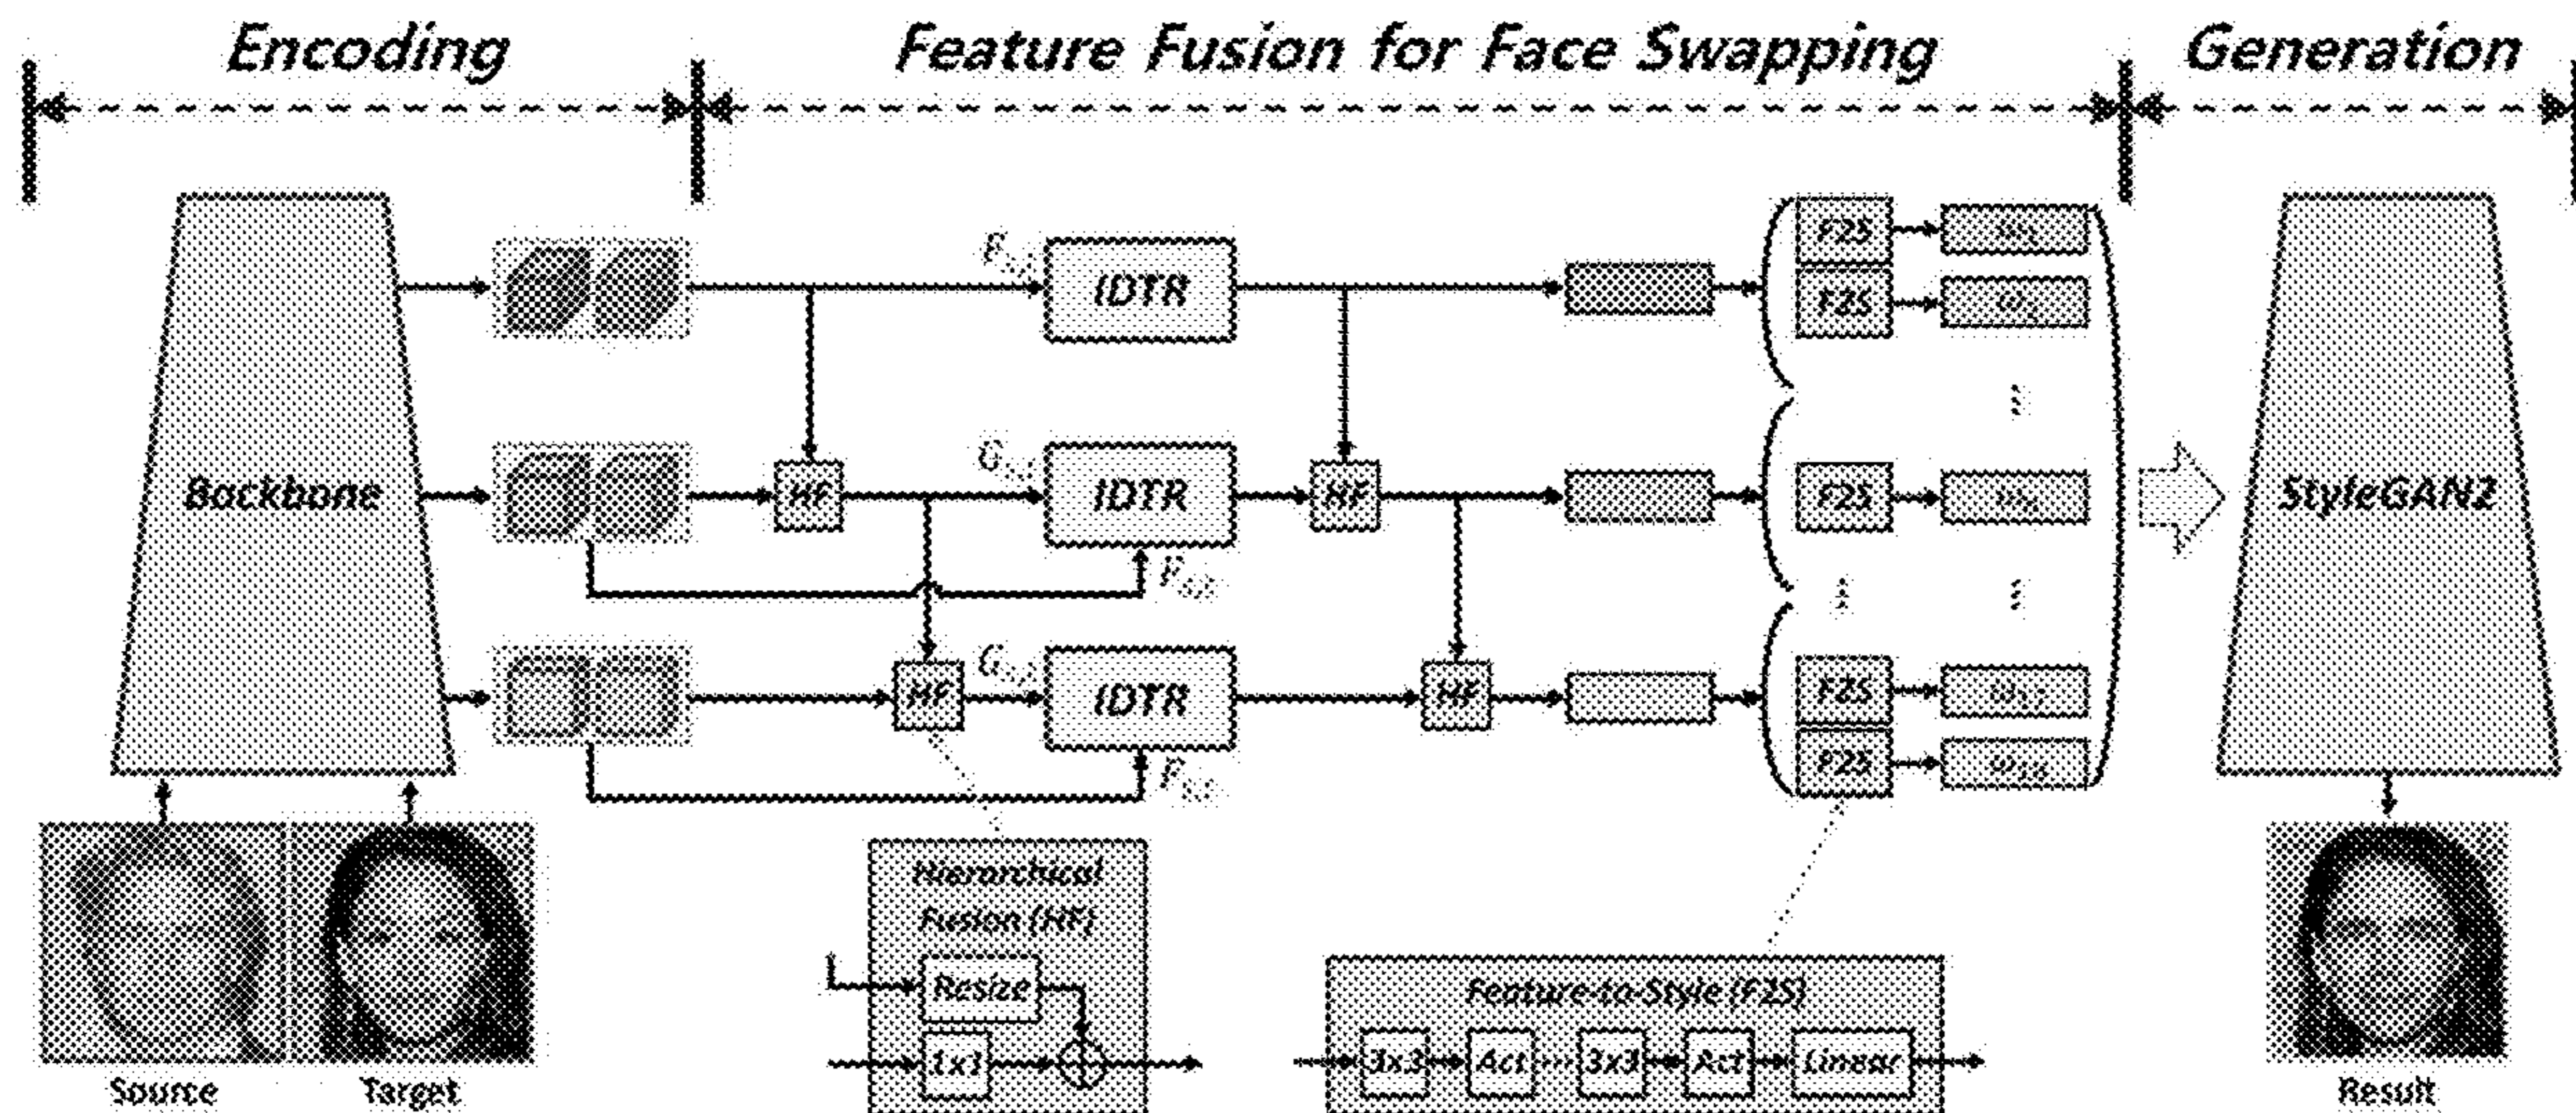 Encoding
Feature Fusion for Face Swapping
Generation
Backbone
IDTR
HF
IDTR
HF
HF
IDTR
HF
F2S
F2S
F2S
F2S
F2S
StyleGAN2
Source
Target
Hierarchical
Fusion (HF)
Resize
1x1
Feature-to-Style (F2S)
3x3
Act
3x3
Act
Linear
Result